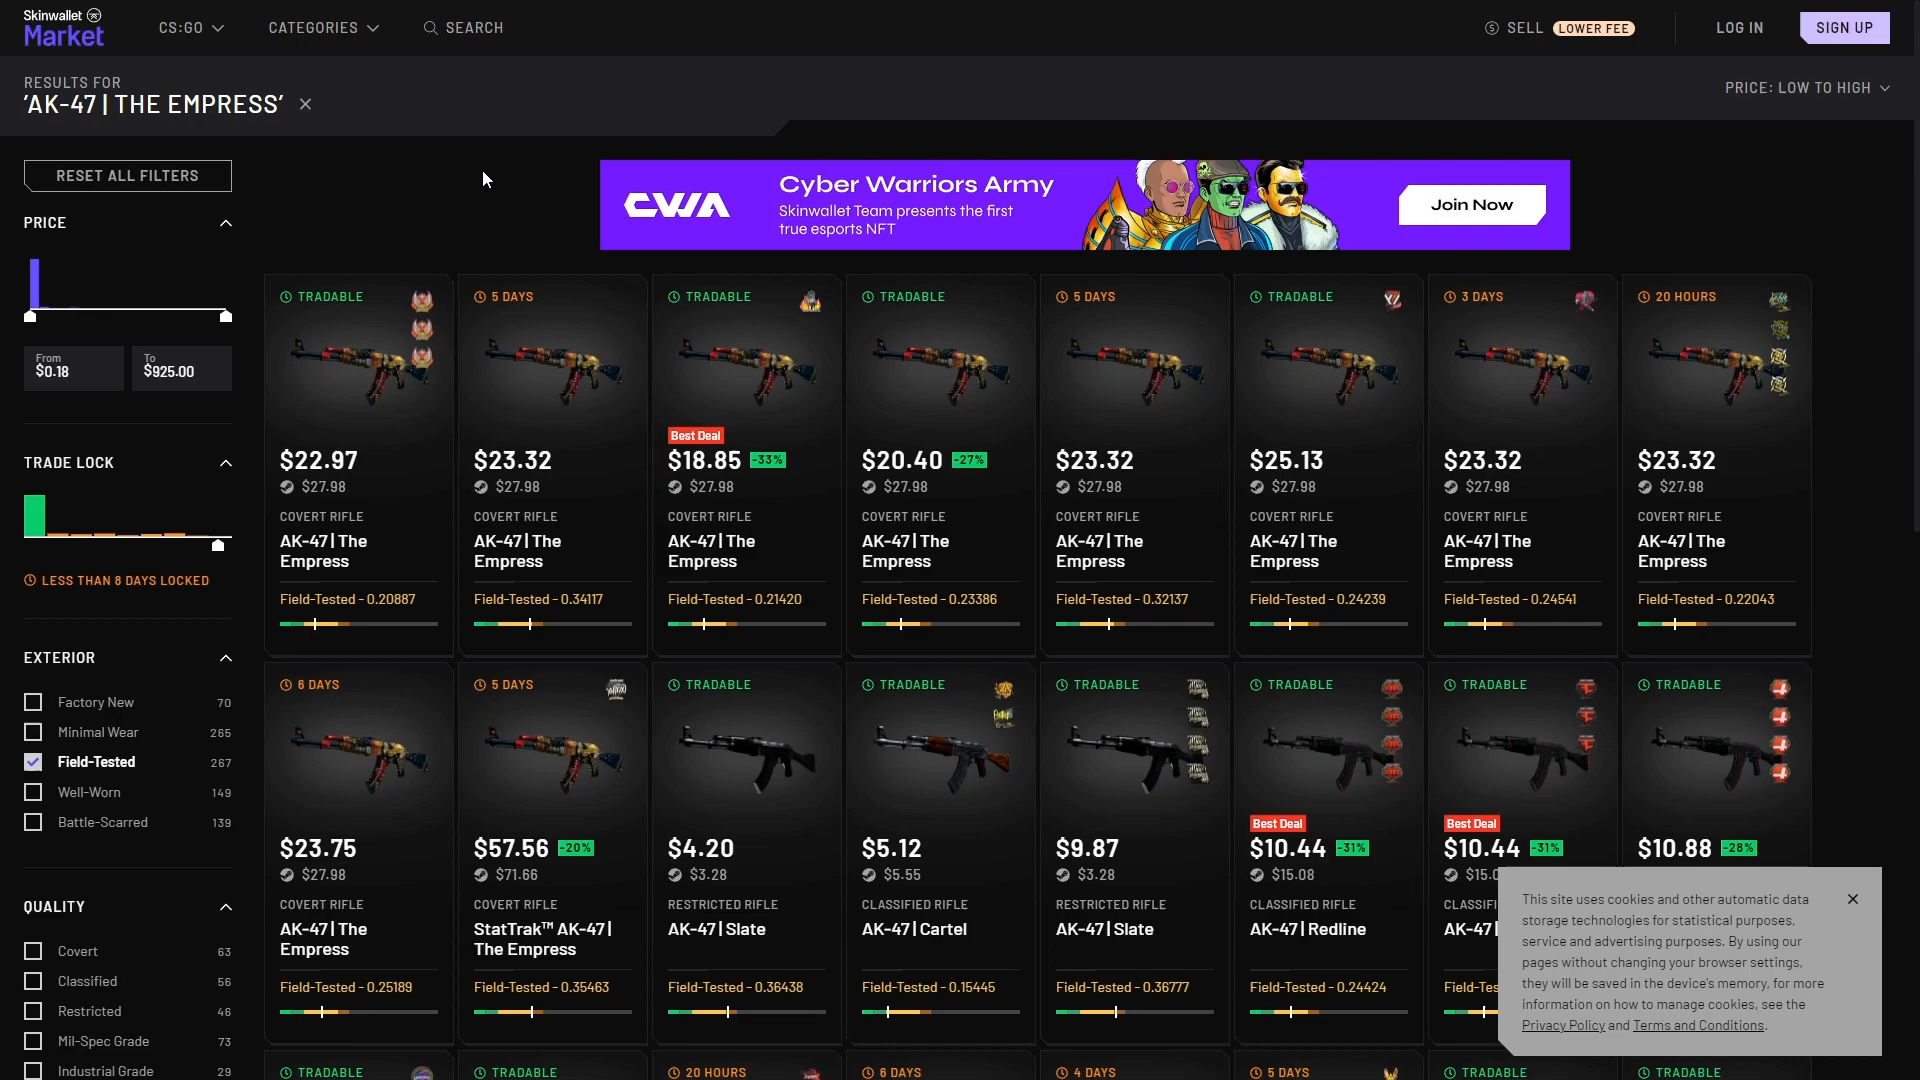 Skinwallet
Market
CS:GO
CATEGORIES
SEARCH
SELL
LOWER FEE
LOG IN
SIGN UP
RESULTS FOR
'AK-47 | THE EMPRESS'
PRICE: LOW TO HIGH
RESET ALL FILTERS
PRICE
From
$0.18
To
$925.00
TRADE LOCK
LESS THAN 8 DAYS LOCKED
EXTERIOR
Factory New 70
Minimal Wear 265
Field-Tested 267
Well-Worn 149
Battle-Scarred 139
QUALITY
Covert 63
Classified 56
Restricted 46
Mil-Spec Grade 73
Industrial Grade 29
CWA
Cyber Warriors Army
Skinwallet Team presents the first
true esports NFT
Join Now
TRADABLE
$22.97
$27.98
COVERT RIFLE
AK-47 | The
Empress
Field-Tested - 0.20887
5 DAYS
$23.32
$27.98
COVERT RIFLE
AK-47 | The
Empress
Field-Tested - 0.34117
TRADABLE
Best Deal
$18.85 -33%
$27.98
COVERT RIFLE
AK-47 | The
Empress
Field-Tested - 0.21420
TRADABLE
$20.40 -27%
$27.98
COVERT RIFLE
AK-47 | The
Empress
Field-Tested - 0.23386
5 DAYS
$23.32
$27.98
COVERT RIFLE
AK-47 | The
Empress
Field-Tested - 0.32137
TRADABLE
$25.13
$27.98
COVERT RIFLE
AK-47 | The
Empress
Field-Tested - 0.24239
3 DAYS
$23.32
$27.98
COVERT RIFLE
AK-47 | The
Empress
Field-Tested - 0.24541
20 HOURS
$23.32
$27.98
COVERT RIFLE
AK-47 | The
Empress
Field-Tested - 0.22043
6 DAYS
$23.75
$27.98
COVERT RIFLE
AK-47 | The
Empress
Field-Tested - 0.25189
5 DAYS
$57.56 -20%
$71.66
COVERT RIFLE
StatTrak™ AK-47 |
The Empress
Field-Tested - 0.35463
TRADABLE
$4.20
$3.28
RESTRICTED RIFLE
AK-47 | Slate
Field-Tested - 0.36438
TRADABLE
$5.12
$5.55
CLASSIFIED RIFLE
AK-47 | Cartel
Field-Tested - 0.15445
TRADABLE
$9.87
$3.28
RESTRICTED RIFLE
AK-47 | Slate
Field-Tested - 0.36777
TRADABLE
Best Deal
$10.44 -31%
$15.08
CLASSIFIED RIFLE
AK-47 | Redline
Field-Tested - 0.24424
TRADABLE
Best Deal
$10.44 -31%
$15.0
CLASSIFI
AK-47 |
Field-Tes
TRADABLE
$10.88 -28%
This site uses cookies and other automatic data
storage technologies for statistical purposes,
service and advertising purposes. By using our
pages without changing your browser settings,
they will be saved in the device's memory, for more
information on how to manage cookies, see the
Privacy Policy and Terms and Conditions.
TRADABLE
TRADABLE
20 HOURS
6 DAYS
4 DAYS
5 DAYS
TRADABLE
TRADABLE